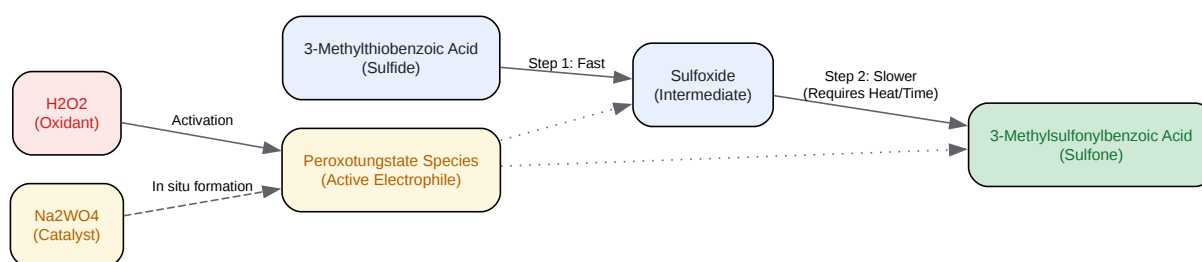 H2O2
(Oxidant)
Na2WO4
(Catalyst)
Activation
In situ formation
3-Methylthiobenzoic Acid
(Sulfide)
Peroxotungstate Species
(Active Electrophile)
Step 1: Fast
Sulfoxide
(Intermediate)
Step 2: Slower
(Requires Heat/Time)
3-Methylsulfonylbenzoic Acid
(Sulfone)